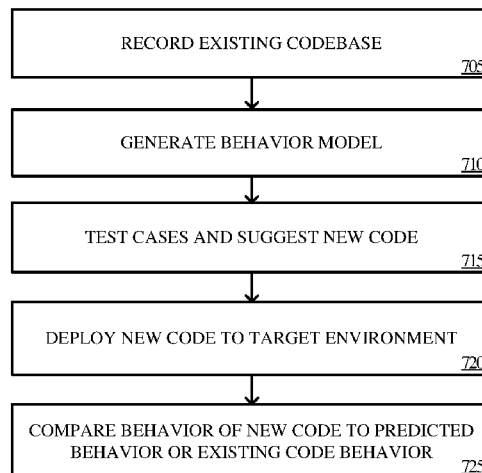 RECORD EXISTING CODEBASE
705
GENERATE BEHAVIOR MODEL
710
TEST CASES AND SUGGEST NEW CODE
715
DEPLOY NEW CODE TO TARGET ENVIRONMENT
720
COMPARE BEHAVIOR OF NEW CODE TO PREDICTED
BEHAVIOR OR EXISTING CODE BEHAVIOR
725